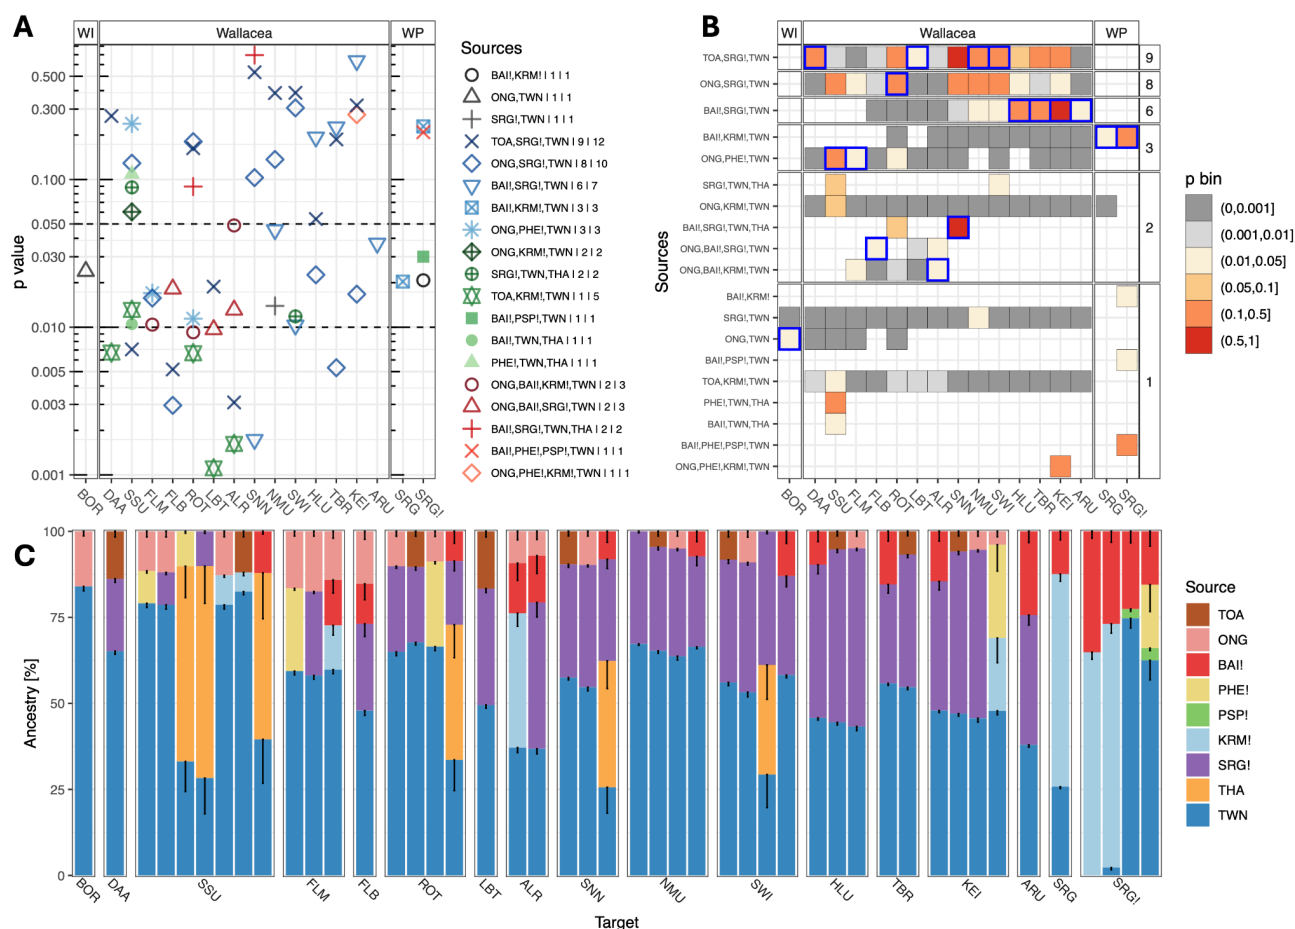 A
WI
Wallacea
WP
p value
0.500
0.300
0.100
0.050
0.030
0.010
0.005
0.003
0.001
BOR
DAA
SSU
FLM
FLB
ROT
LBT
ALR
SNN
NMU
SWI
HLU
TBR
KEI
ARU
SRG
SRG!
Sources
BAI!,KRM! | 1 | 1
ONG,TWN | 1 | 1
SRG!,TWN | 1 | 1
TOA,SRG!,TWN | 9 | 12
ONG,SRG!,TWN | 8 | 10
BAI!,SRG!,TWN | 6 | 7
BAI!,KRM!,TWN | 3 | 3
ONG,PHE!,TWN | 3 | 3
ONG,KRM!,TWN | 2 | 2
SRG!,TWN,THA | 2 | 2
TOA,KRM!,TWN | 1 | 5
BAI!,PSP!,TWN | 1 | 1
BAI!,TWN,THA | 1 | 1
PHE!,TWN,THA | 1 | 1
ONG,BAI!,KRM!,TWN | 2 | 3
ONG,BAI!,SRG!,TWN | 2 | 3
BAI!,SRG!,TWN,THA | 2 | 2
BAI!,PHE!,PSP!,TWN | 1 | 1
ONG,PHE!,KRM!,TWN | 1 | 1
B
WI
Wallacea
WP
Sources
TOA,SRG!,TWN
9
ONG,SRG!,TWN
8
BAI!,SRG!,TWN
6
BAI!,KRM!,TWN
ONG,PHE!,TWN
3
SRG!,TWN,THA
ONG,KRM!,TWN
BAI!,SRG!,TWN,THA
ONG,BAI!,SRG!,TWN
ONG,BAI!,KRM!,TWN
2
BAI!,KRM!
SRG!,TWN
ONG,TWN
BAI!,PSP!,TWN
TOA,KRM!,TWN
PHE!,TWN,THA
BAI!,TWN,THA
BAI!,PHE!,PSP!,TWN
ONG,PHE!,KRM!,TWN
1
BOR
DAA
SSU
FLM
FLB
ROT
LBT
ALR
SNN
NMU
SWI
HLU
TBR
KEI
ARU
SRG
SRG!
p bin
(0,0.001]
(0.001,0.01]
(0.01,0.05]
(0.05,0.1]
(0.1,0.5]
(0.5,1]
C
Ancestry [%]
100
75
50
25
0
BOR
DAA
SSU
FLM
FLB
ROT
LBT
ALR
SNN
NMU
SWI
HLU
TBR
KEI
ARU
SRG
SRG!
Target
Source
TOA
ONG
BAI!
PHE!
PSP!
KRM!
SRG!
THA
TWN